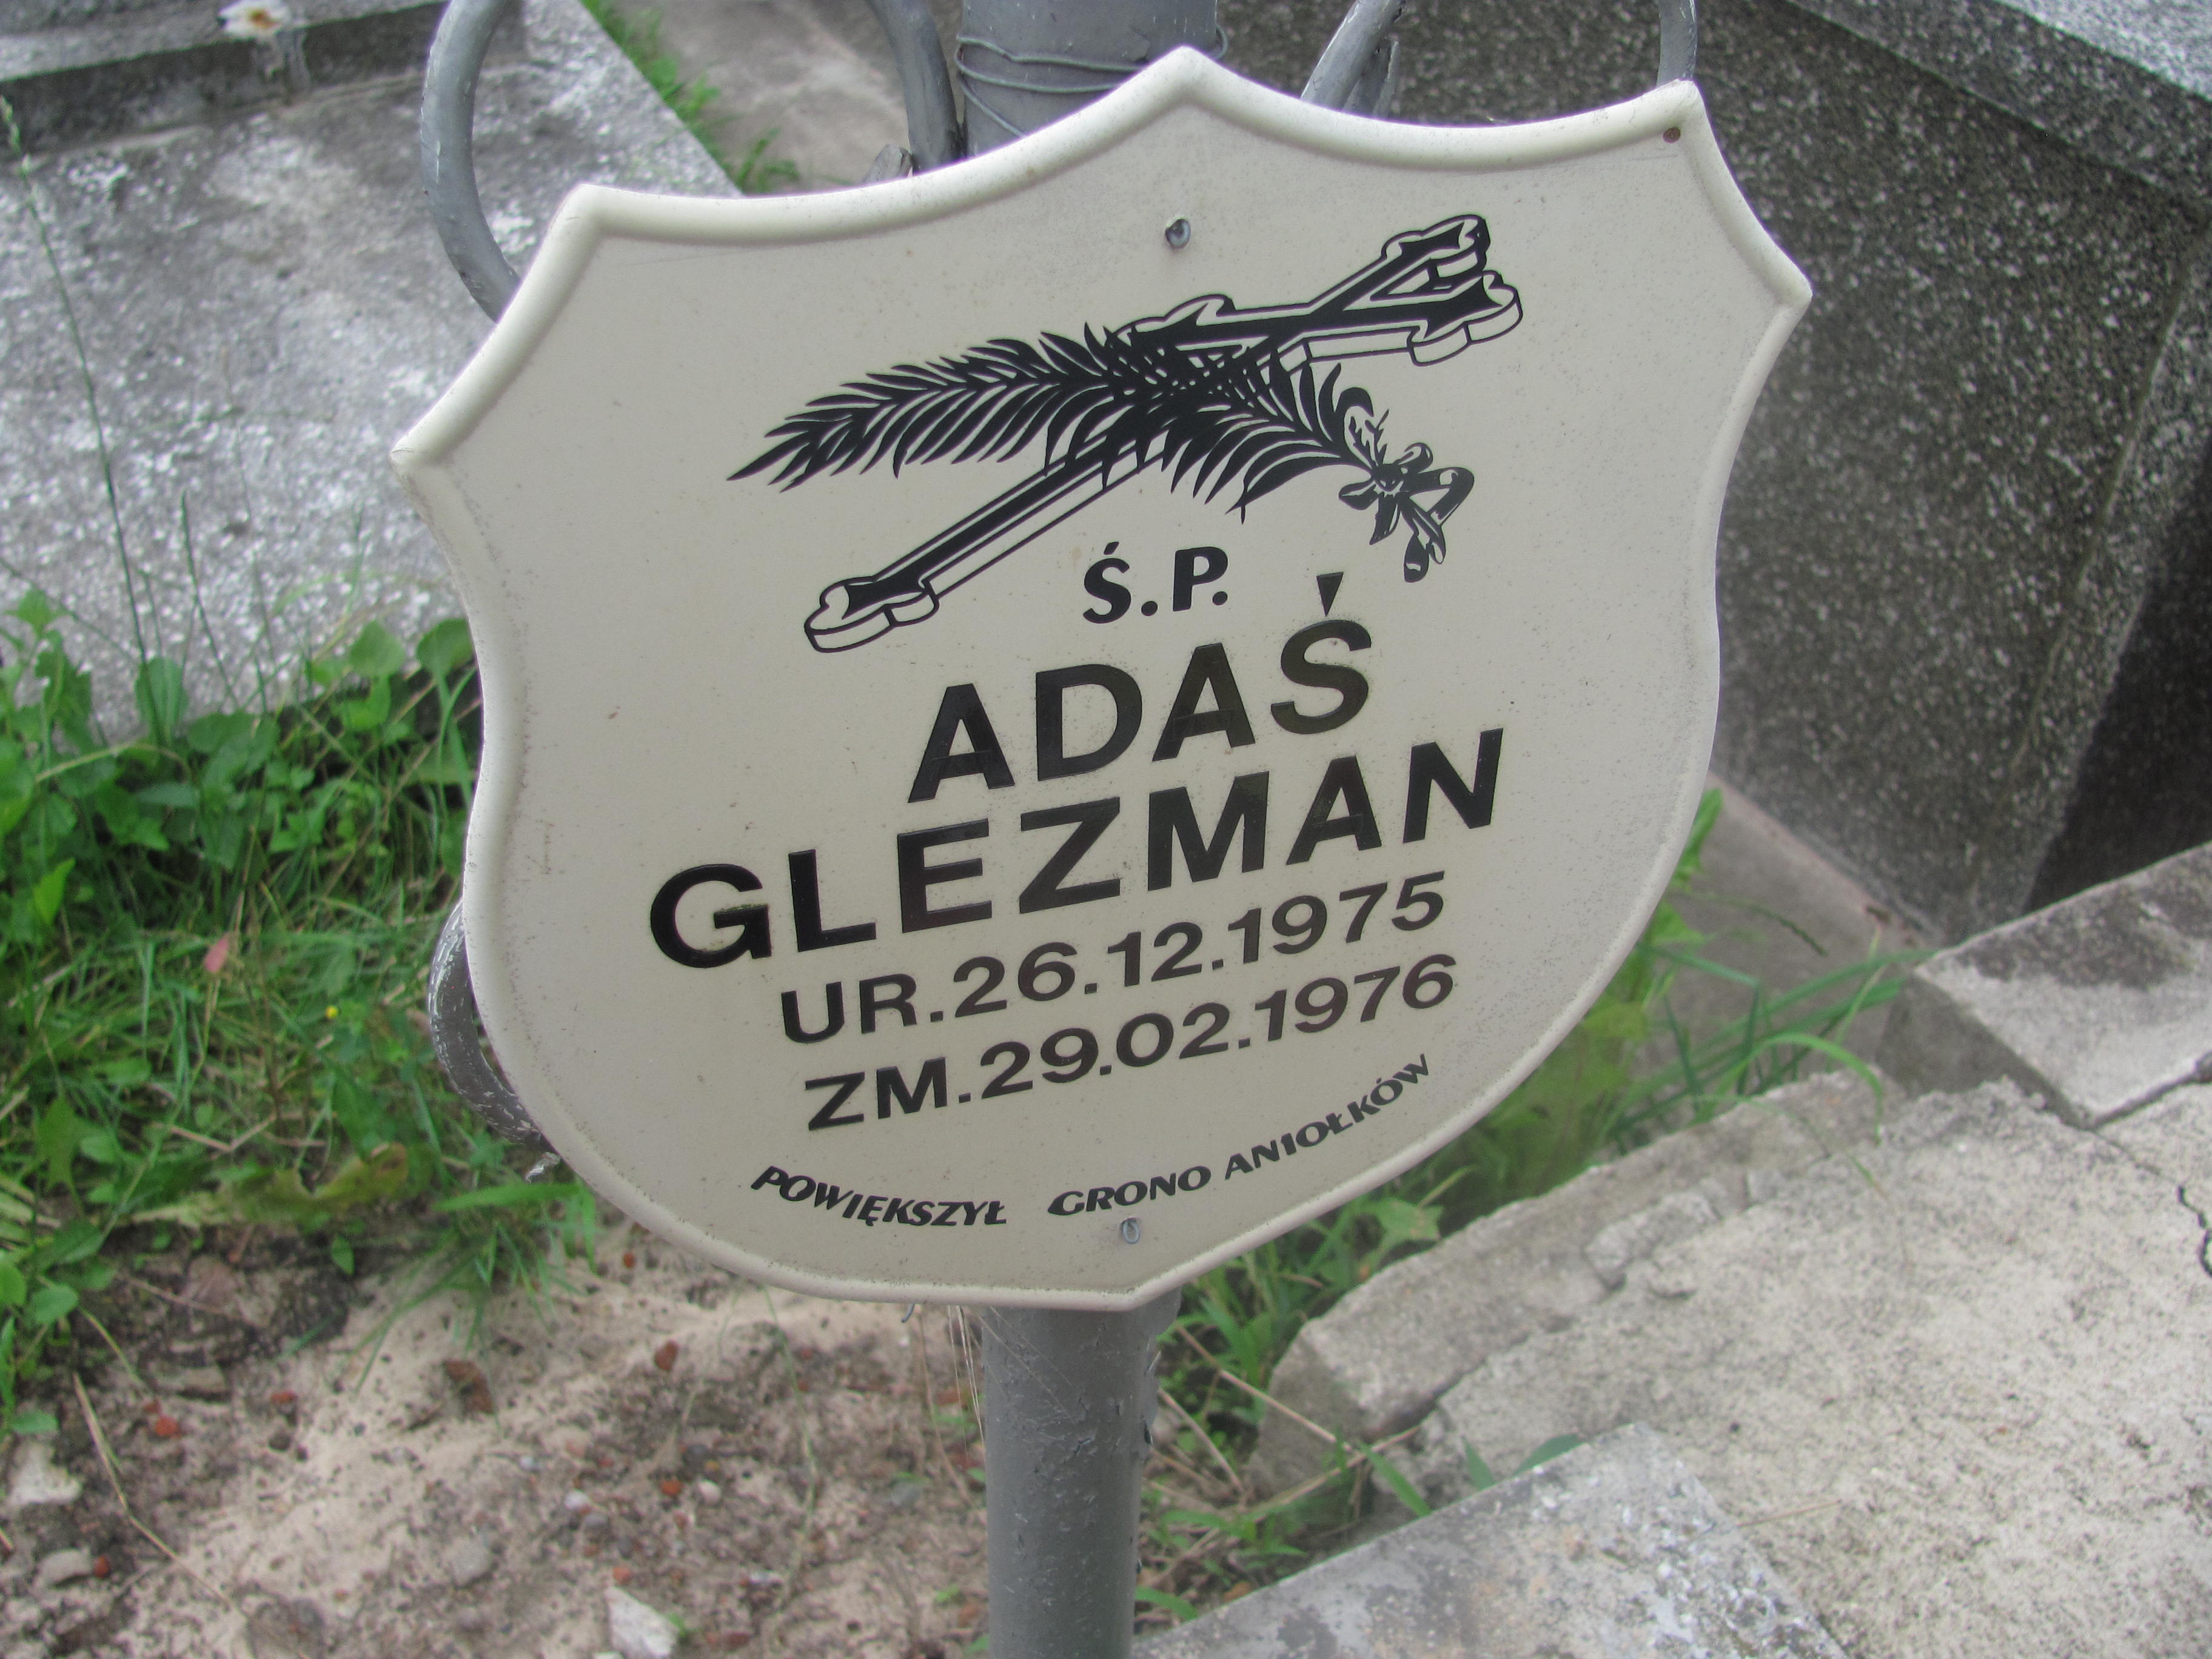 Ś.P.
ADAŚ
GLEZMAN
UR.26.12.1975
ZM.29.02.1976
POWIĘKSZYŁ GRONO ANIOŁKÓW